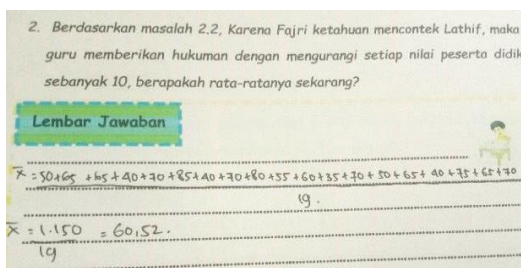 2. Berdasarkan masalah 2.2, Karena Fajri ketahuan mencontek Lathif, maka
guru memberikan hukuman dengan mengurangi setiap nilai peserta didik
sebanyak 10, berapakah rata-ratanya sekarang?
Lembar Jawaban
x̄ = 50+65 +65+40+70+85+40+70+80+55+60+35+70+50+65+ 40+75+65+70
19.
x̄ = 1.150 = 60,52.
19